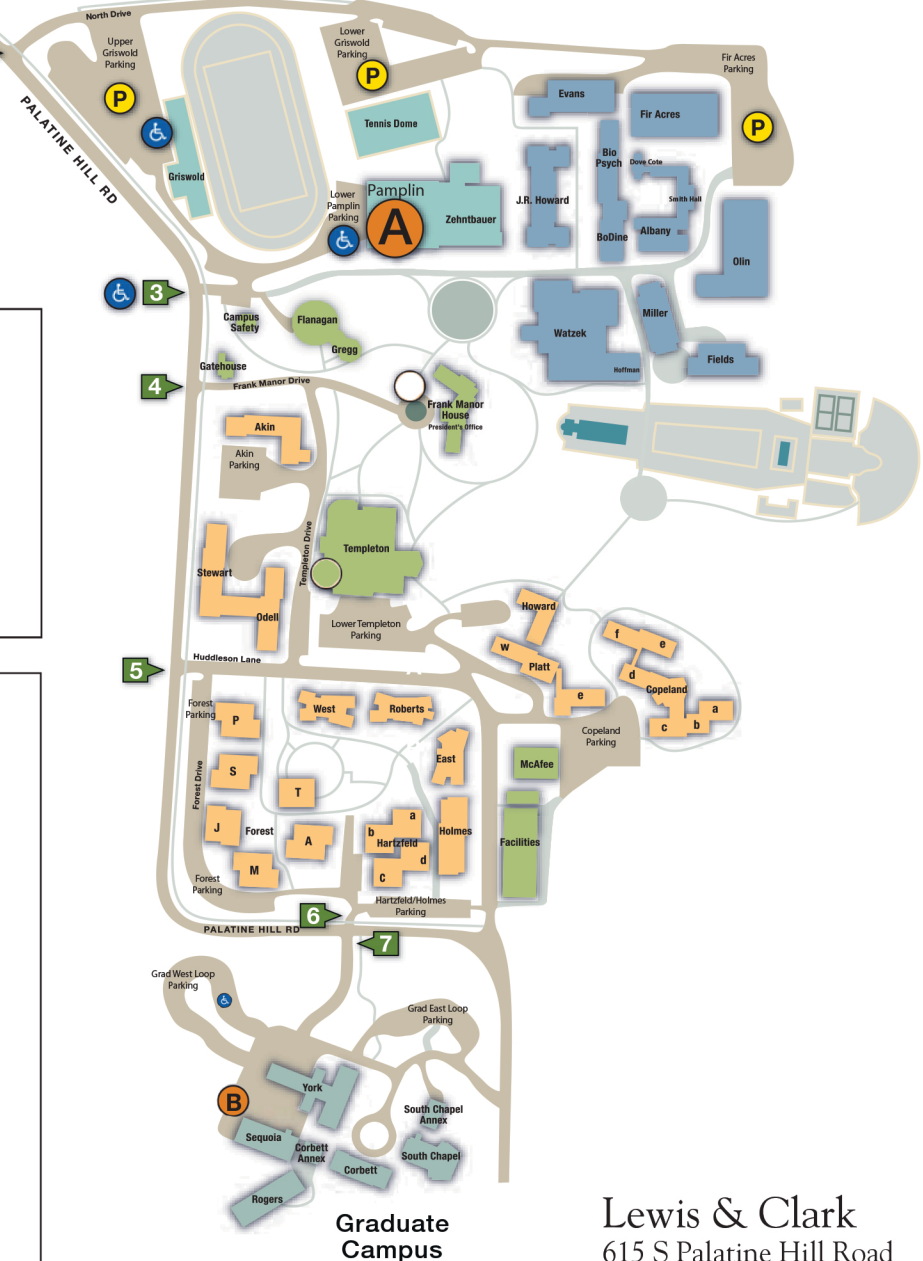 North Drive
Upper
Griswold
Parking
P
Lower
Griswold
Parking
P
Fir Acres
Parking
P
PALATINE HILL RD
Griswold
Tennis Dome
Evans
Fir Acres
Bio
Psych
Dove Cote
Smith Hall
J.R. Howard
BoDine
Albany
Olin
Lower
Pamplin
Parking
Pamplin
A
Zehntbauer
3
Campus
Safety
Flanagan
Gregg
Watzek
Hoffman
Miller
Fields
Gatehouse
4
Frank Manor Drive
Frank Manor
House
President's Office
Akin
Akin
Parking
Templeton Drive
Templeton
Stewart
Odell
Lower Templeton
Parking
Howard
w
Platt
e
f
e
d
Copeland
a
b
c
5
Huddleson Lane
Forest
Parking
P
West
Roberts
Copeland
Parking
East
McAfee
S
Forest Drive
T
J
Forest
A
M
a
b
Hartzfeld
d
c
Holmes
Facilities
Forest
Parking
Hartzfeld/Holmes
Parking
6
PALATINE HILL RD
7
Grad West Loop
Parking
Grad East Loop
Parking
York
B
South Chapel
Annex
Sequoia
Corbett
Annex
Corbett
South Chapel
Rogers
Graduate
Campus
Lewis & Clark
615 S Palatine Hill Road